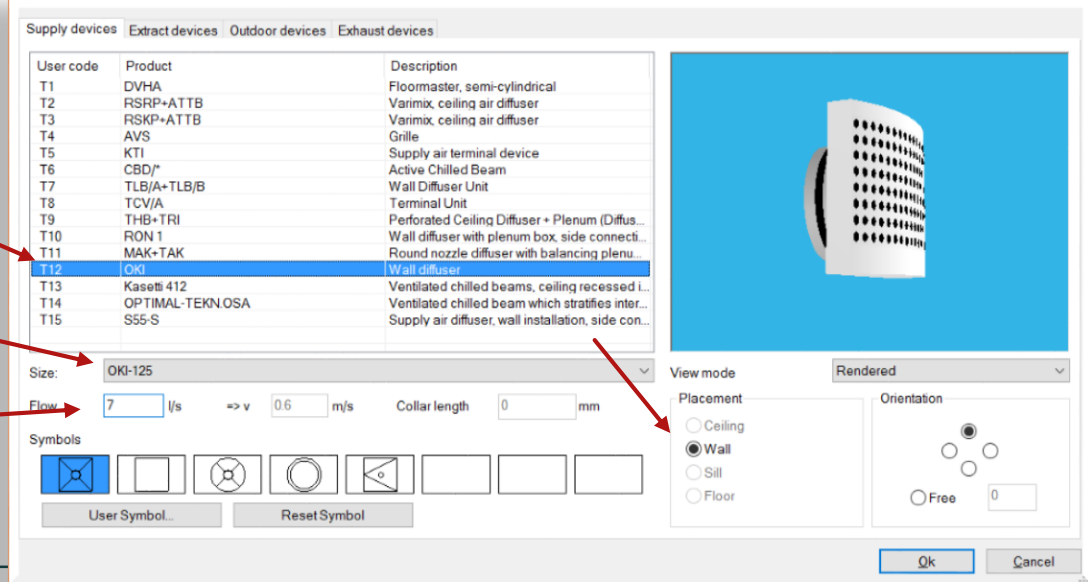 Supply devices Extract devices Outdoor devices Exhaust devices
User code Product Description
T1 DVHA Floormaster, semi-cylindrical
T2 RSRP+ATTB Varimix, ceiling air diffuser
T3 RSKP+ATTB Varimix, ceiling air diffuser
T4 AVS Grille
T5 KTI Supply air terminal device
T6 CBD/* Active Chilled Beam
T7 TLB/A+TLB/B Wall Diffuser Unit
T8 TCV/A Terminal Unit
T9 THB+TRI Perforated Ceiling Diffuser + Plenum (Diffus...
T10 RON 1 Wall diffuser with plenum box, side connecti...
T11 MAK+TAK Round nozzle diffuser with balancing plenu...
T12 OKI Wall diffuser
T13 Kasetti 412 Ventilated chilled beams, ceiling recessed i...
T14 OPTIMAL-TEKN.OSA Ventilated chilled beam which stratifies inter...
T15 S55-S Supply air diffuser, wall installation, side con...
Size: OKI-125 View mode Rendered
Flow 7 l/s => v 0.6 m/s Collar length 0 mm
Placement Orientation
Ceiling
Wall
Sill
Floor Free 0
Symbols
User Symbol... Reset Symbol
Ok Cancel